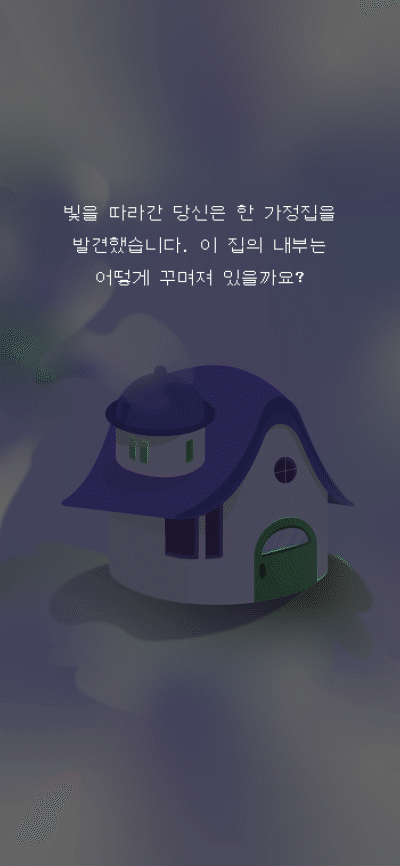 빛을 따라간 당신은 한 가정집을
발견했습니다. 이 집의 내부는
어떻게 꾸며져 있을까요?